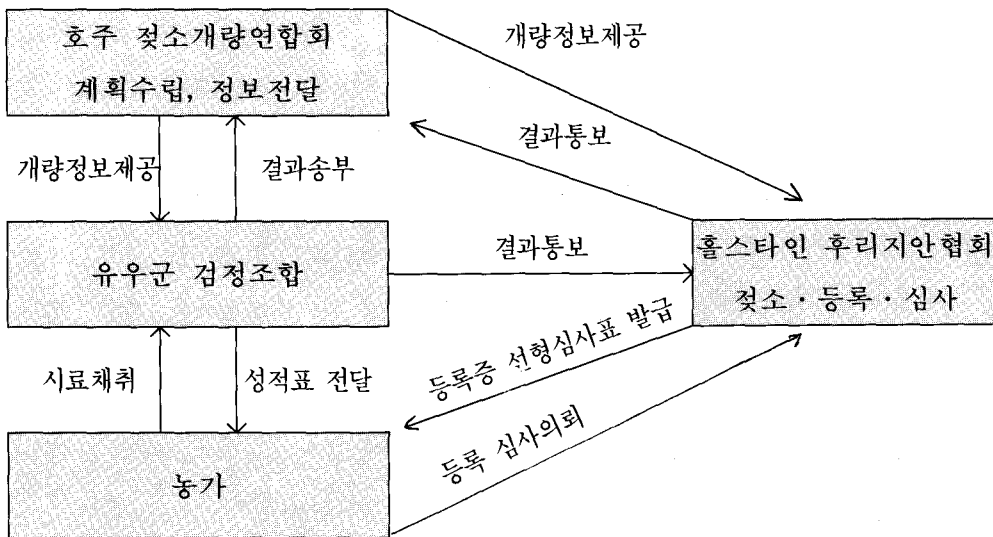 호주 젖소개량연합회
계획수립, 정보전달
개량정보제공
결과통보
개량정보제공
결과송부
유우군 검정조합
결과통보
홀스타인 후리지안협회
젖소·등록·심사
시료채취
성적표 전달
등록증 선형심사표 발급
등록 심사의뢰
농가